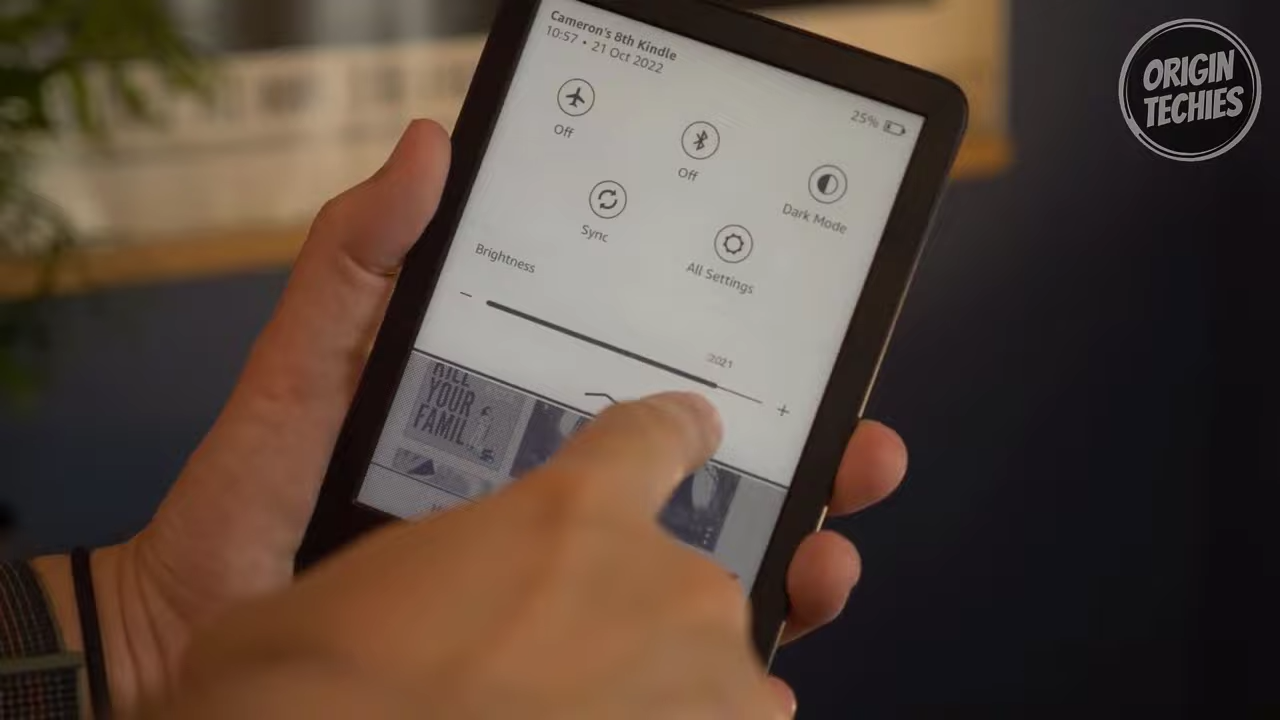 Cameron's 8th Kindle
10:57 • 21 Oct 2022
25%
Off
Off
Dark Mode
Sync
All Settings
Brightness
2021
KILL
YOUR
FAMIL
ORIGIN
TECHIES